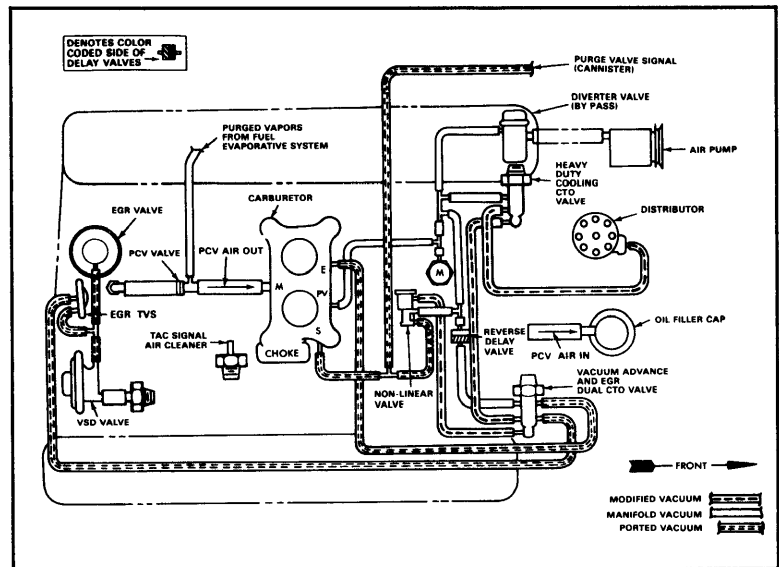 DENOTES COLOR
CODED SIDE OF
DELAY VALVES
PURGE VALVE SIGNAL
(CANNISTER)
DIVERTER VALVE
(BY PASS)
PURGED VAPORS
FROM FUEL
EVAPORATIVE SYSTEM
AIR PUMP
HEAVY
DUTY
COOLING
CTO
VALVE
CARBURETOR
EGR VALVE
DISTRIBUTOR
PCV VALVE
PCV AIR OUT
E
M
M
PV
EGR TVS
S
OIL FILLER CAP
TAC SIGNAL
AIR CLEANER
REVERSE
DELAY
VALVE
PCV AIR IN
CHOKE
NON-LINEAR
VALVE
VACUUM ADVANCE
AND EGR
DUAL CTO VALVE
VSD VALVE
FRONT
MODIFIED VACUUM
MANIFOLD VACUUM
PORTED VACUUM